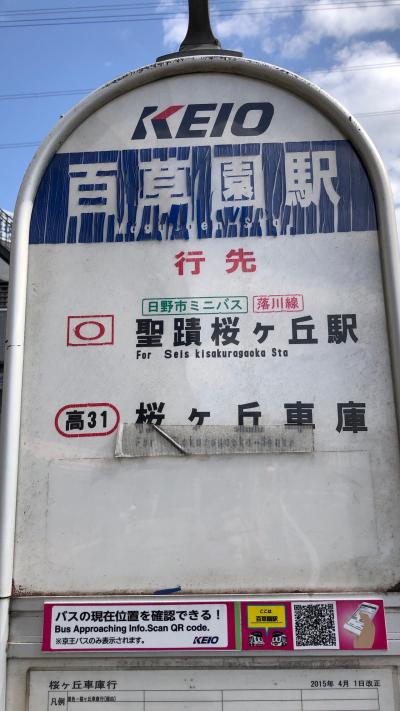 KEIO
百草園駅
行先
日野市ミニバス 落川線
聖蹟桜ヶ丘駅
For Seis kisakuragaoka Sta
高31 桜ヶ丘車庫
バスの現在位置を確認できる！
Bus Approaching Info.Scan QR code.
※京王バスのみ表示されます。 KEIO
ここは
百草園駅
桜ヶ丘車庫行 2015年 4月 1日改正
凡例